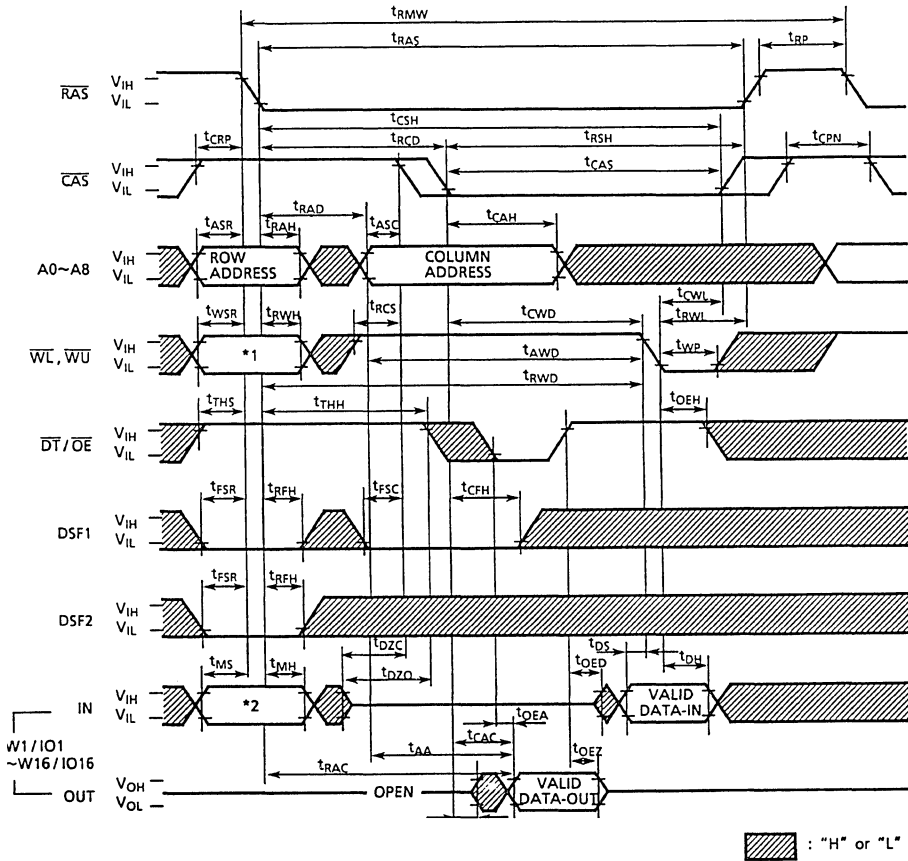 tRMW
tRAS
tRP
RAS
VIH
VIL
tCSH
tCRP
tRCD
tRSH
tCPN
CAS
VIH
VIL
tCAS
tRAD
tASR
tRAH
tASC
tCAH
A0~A8
VIH
VIL
ROW
ADDRESS
COLUMN
ADDRESS
tCWL
tWSR
tRWH
tRCS
tCWD
tRWL
WL, WU
VIH
VIL
*1
tAWD
tWP
tRWD
tTHS
tTHH
tOEH
DT/OE
VIH
VIL
tCFH
tFSR
tRFH
tFSC
DSF1
VIH
VIL
tFSR
tRFH
DSF2
VIH
VIL
tDZC
tDS
tMS
tMH
tDZO
tOED
tDH
IN
VIH
VIL
*2
VALID
DATA-IN
tOEA
W1/IO1
~W16/IO16
tCAC
tAA
tOEZ
tRAC
OUT
VOH
VOL
OPEN
VALID
DATA-OUT
: "H" or "L"